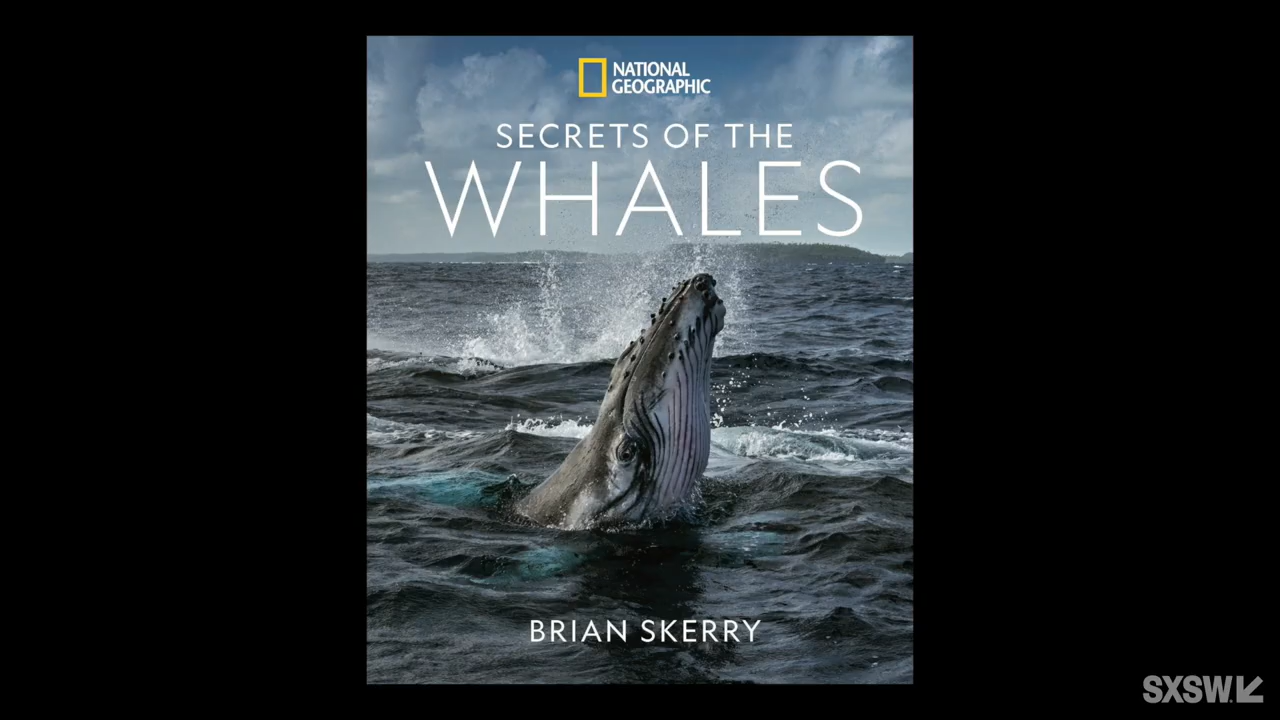 NATIONAL
GEOGRAPHIC
SECRETS OF THE
WHALES
BRIAN SKERRY
SXSW.